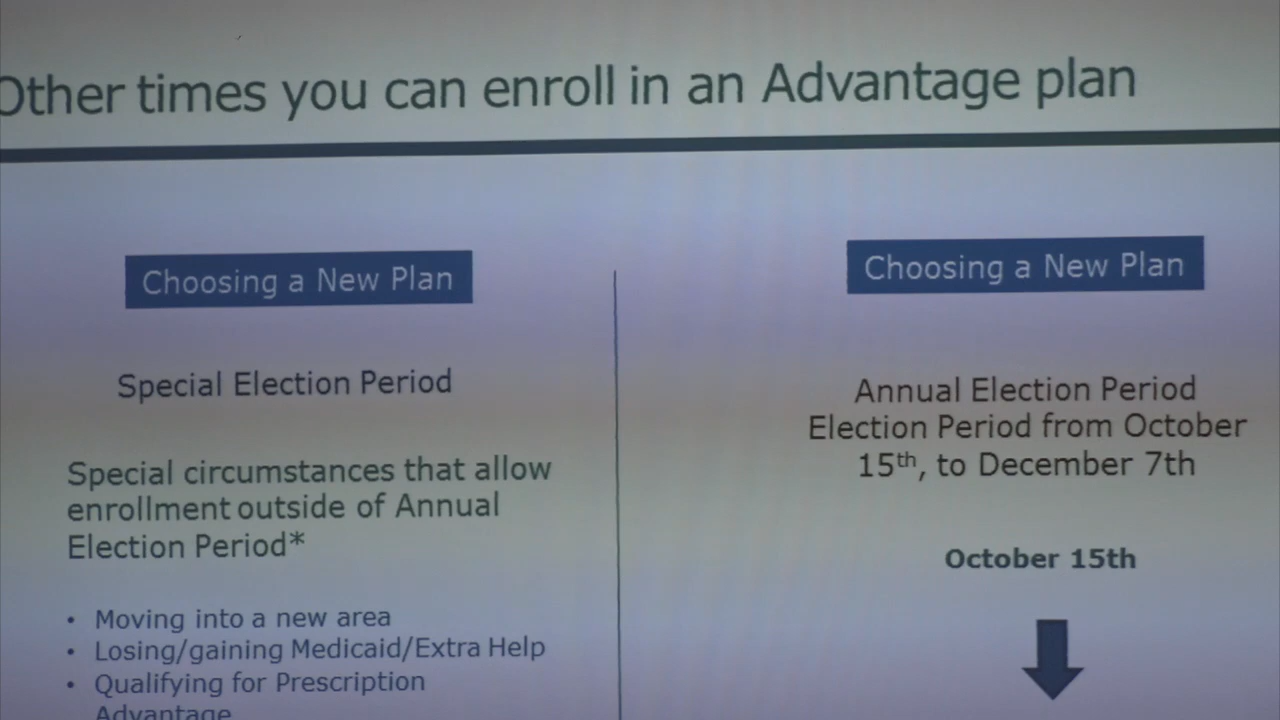 Other times you can enroll in an Advantage plan
Choosing a New Plan
Special Election Period
Special circumstances that allow
enrollment outside of Annual
Election Period*
• Moving into a new area
• Losing/gaining Medicaid/Extra Help
• Qualifying for Prescription
Advantage
Choosing a New Plan
Annual Election Period
Election Period from October
15th, to December 7th
October 15th